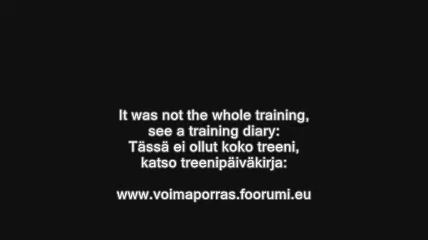 It was not the whole training,
see a training diary:
Tässä ei ollut koko treeni,
katso treenipäiväkirja:
www.voimaporras.foorumi.eu